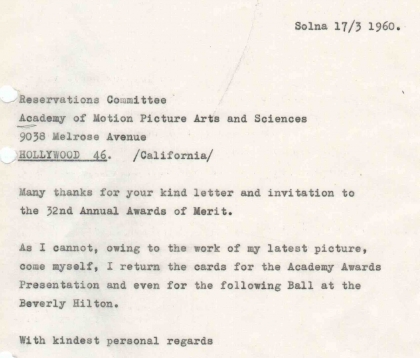 Solna 17/3 1960.
Reservations Committee
Academy of Motion Picture Arts and Sciences
9038 Melrose Avenue
HOLLYWOOD 46. /California/
Many thanks for your kind letter and invitation to
the 32nd Annual Awards of Merit.
As I cannot, owing to the work of my latest picture,
come myself, I return the cards for the Academy Awards
Presentation and even for the following Ball at the
Beverly Hilton.
With kindest personal regards